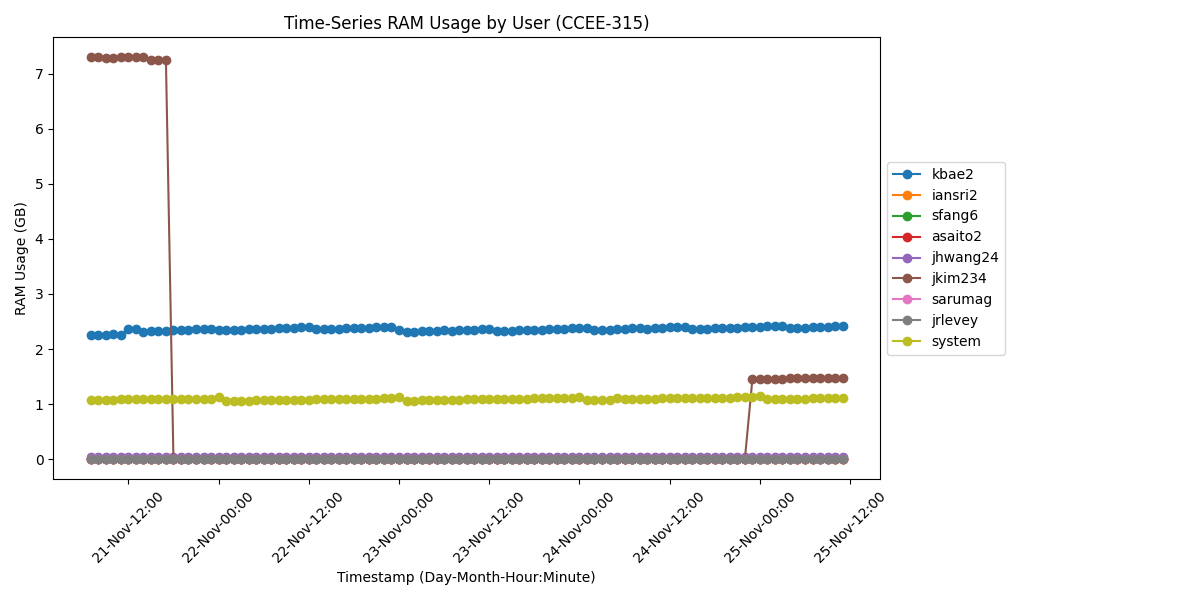 Time-Series RAM Usage by User (CCEE-315)
RAM Usage (GB)
7
6
5
4
3
2
1
0
21-Nov-12:00
22-Nov-00:00
22-Nov-12:00
23-Nov-00:00
23-Nov-12:00
24-Nov-00:00
24-Nov-12:00
25-Nov-00:00
25-Nov-12:00
Timestamp (Day-Month-Hour:Minute)
kbae2
iansri2
sfang6
asaito2
jhwang24
jkim234
sarumag
jrlevey
system